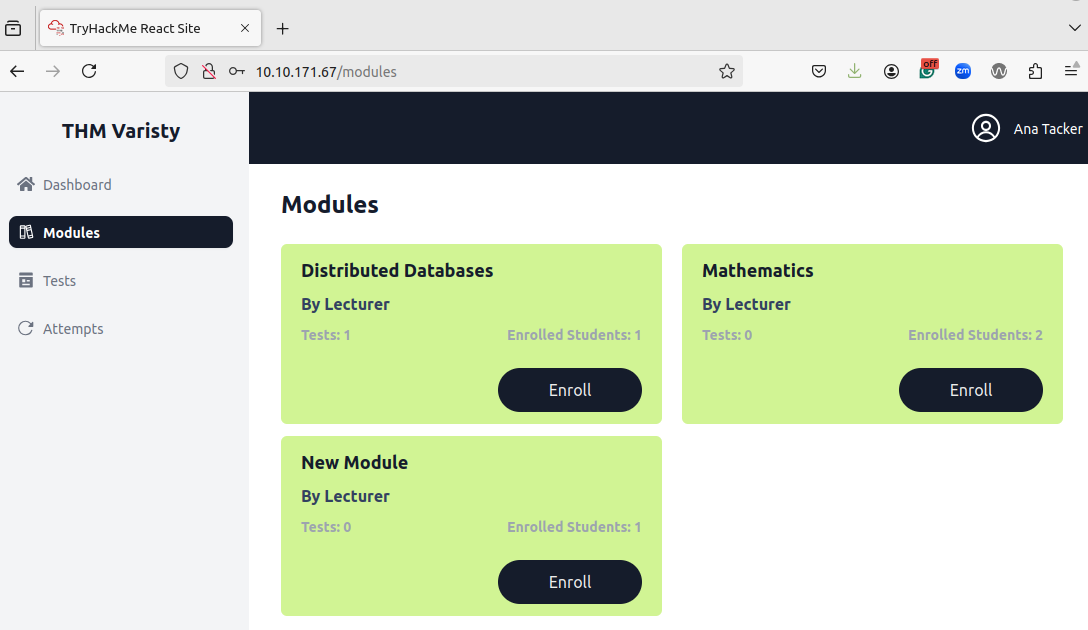 TryHackMe React Site
10.10.171.67/modules
off
zm
THM Varisty
Ana Tacker
Dashboard
Modules
Tests
Attempts
Modules
Distributed Databases
By Lecturer
Tests: 1 Enrolled Students: 1
Enroll
Mathematics
By Lecturer
Tests: 0 Enrolled Students: 2
Enroll
New Module
By Lecturer
Tests: 0 Enrolled Students: 1
Enroll